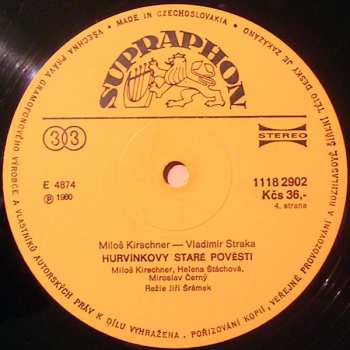 MADE IN CZECHOSLOVAKIA • VŠECHNA PRÁVA GRAMOFONOVÉHO VÝROBCE A VLASTNÍKŮ AUTORSKÝCH PRÁV K DÍLU VYHRAŽENA. POŘIZOVÁNÍ KOPIÍ, VEŘEJNÉ PROVOZOVÁNÍ A ROZHLASOVÉ ŠÍŘENÍ TÉTO DESKY JE ZAKÁZÁNO
SUPRAPHON
33
STEREO
E 4874
1118 2902
℗ 1980
Kčs 36,-
4. strana
Miloš Kirschner — Vladimír Straka
HURVÍNKOVY STARÉ POVĚSTI
Miloš Kirschner, Helena Štáchová,
Miroslav Černý
Režie Jiří Šrámek